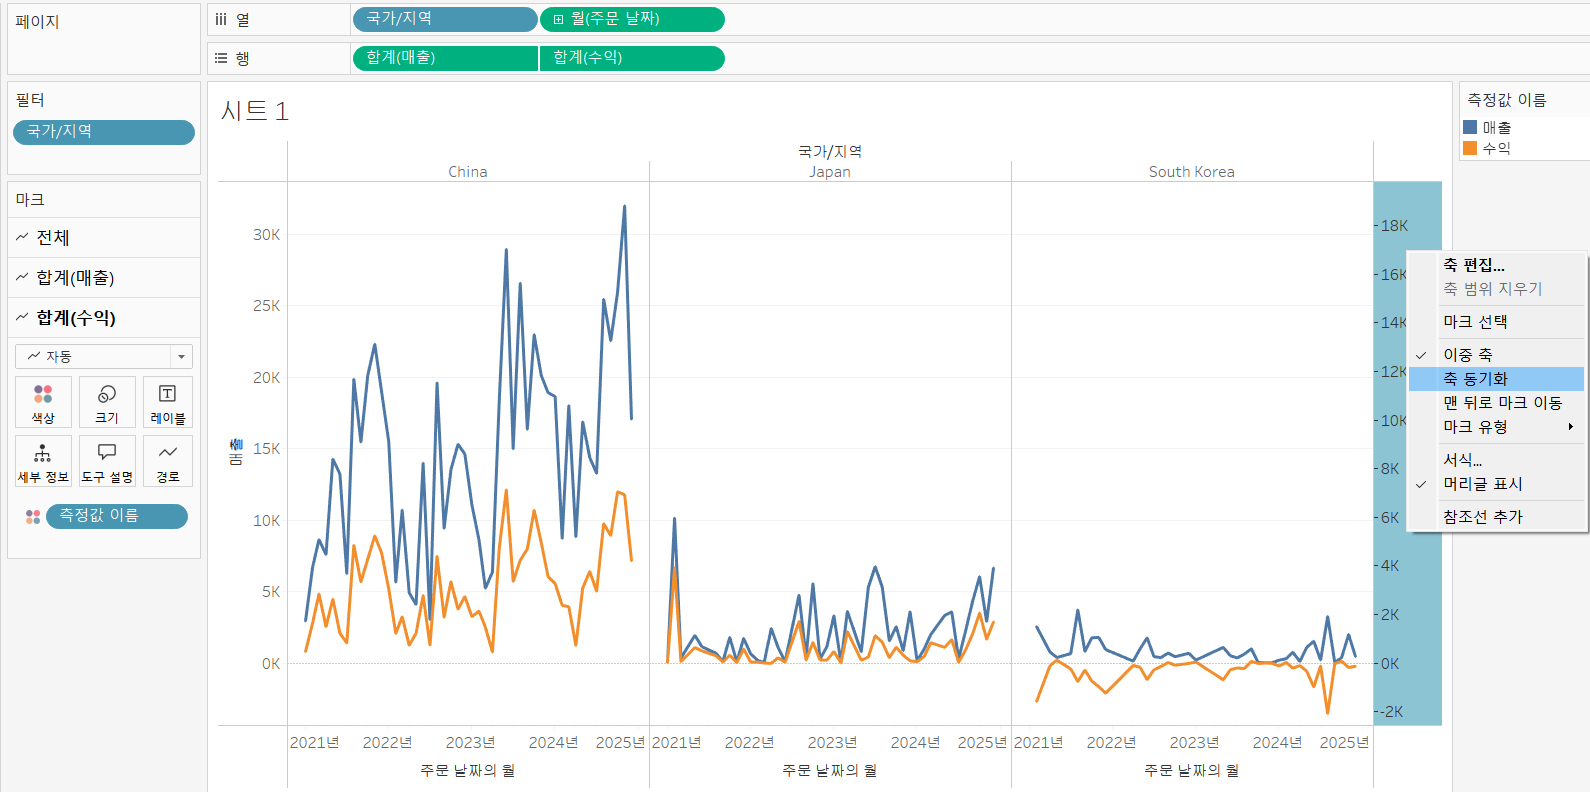 페이지
열
국가/지역
월(주문 날짜)
행
합계(매출)
합계(수익)
필터
국가/지역
마크
전체
합계(매출)
합계(수익)
자동
색상
크기
레이블
세부 정보
도구 설명
경로
측정값 이름
시트 1
국가/지역
China
Japan
South Korea
30K
25K
20K
15K
10K
5K
0K
매출
18K
16K
14K
12K
10K
8K
6K
4K
2K
0K
-2K
2021년 2022년 2023년 2024년 2025년
2021년 2022년 2023년 2024년 2025년
2021년 2022년 2023년 2024년 2025년
주문 날짜의 월
주문 날짜의 월
주문 날짜의 월
측정값 이름
매출
수익
축 편집...
축 범위 지우기
마크 선택
이중 축
축 동기화
맨 뒤로 마크 이동
마크 유형
서식...
머리글 표시
참조선 추가